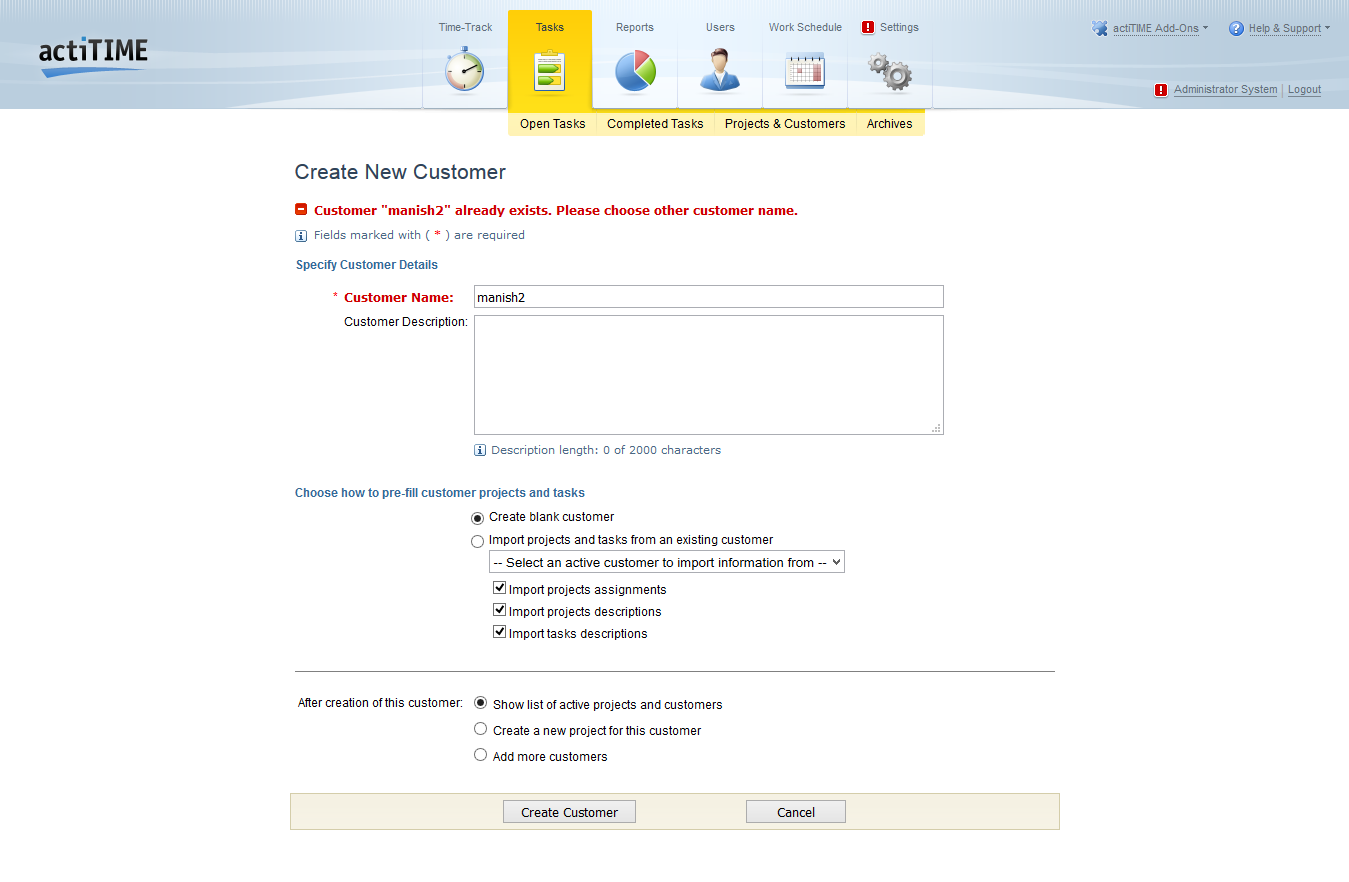 actiTIME
Time-Track Tasks Reports Users Work Schedule Settings
actiTIME Add-Ons Help & Support
Administrator System Logout
Open Tasks Completed Tasks Projects & Customers Archives
Create New Customer
Customer "manish2" already exists. Please choose other customer name.
Fields marked with ( * ) are required
Specify Customer Details
* Customer Name: manish2
Customer Description:
Description length: 0 of 2000 characters
Choose how to pre-fill customer projects and tasks
Create blank customer
Import projects and tasks from an existing customer
-- Select an active customer to import information from --
Import projects assignments
Import projects descriptions
Import tasks descriptions
After creation of this customer: Show list of active projects and customers
Create a new project for this customer
Add more customers
Create Customer Cancel